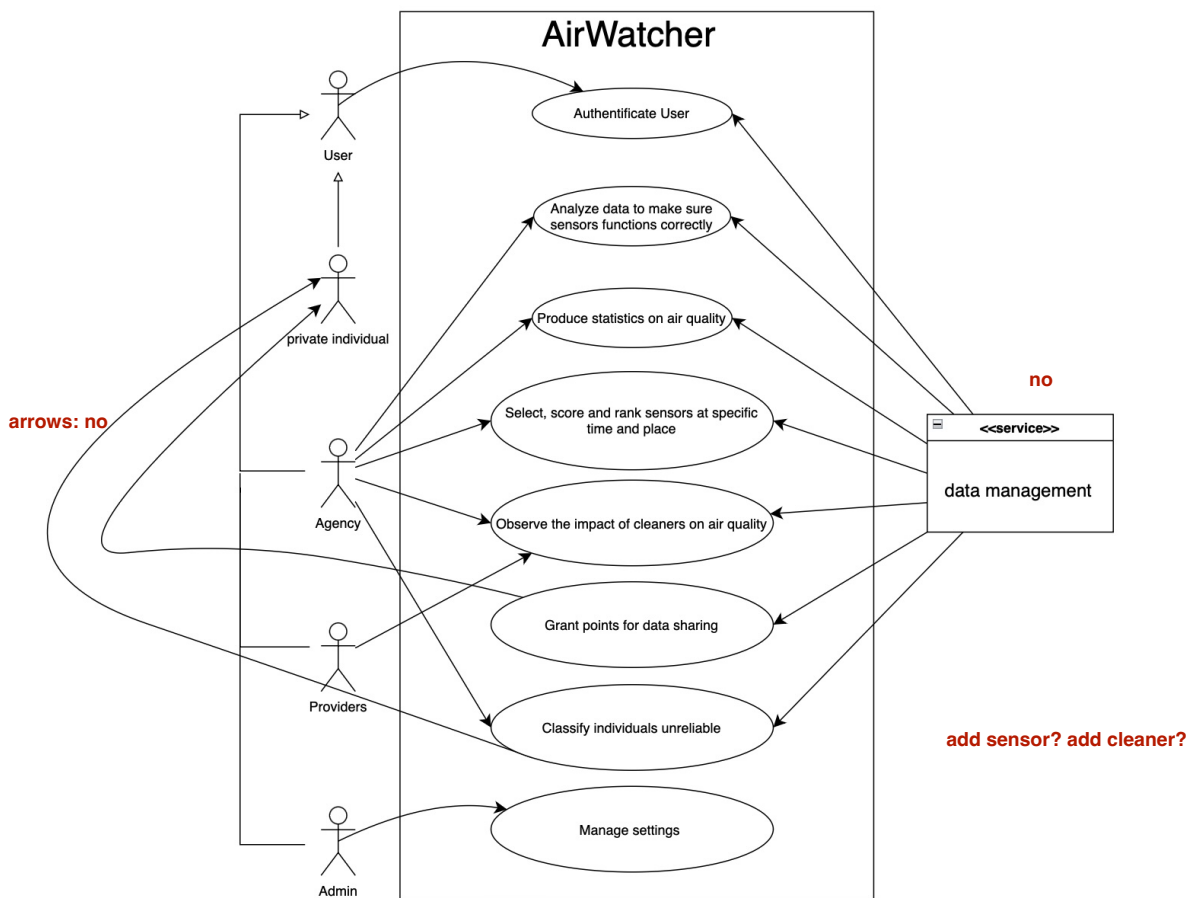 AirWatcher
User
Authentificate User
Analyze data to make sure
sensors functions correctly
private individual
Produce statistics on air quality
no
arrows: no
Select, score and rank sensors at specific
time and place
<<service>>
data management
Agency
Observe the impact of cleaners on air quality
Grant points for data sharing
Providers
Classify individuals unreliable
add sensor? add cleaner?
Manage settings
Admin